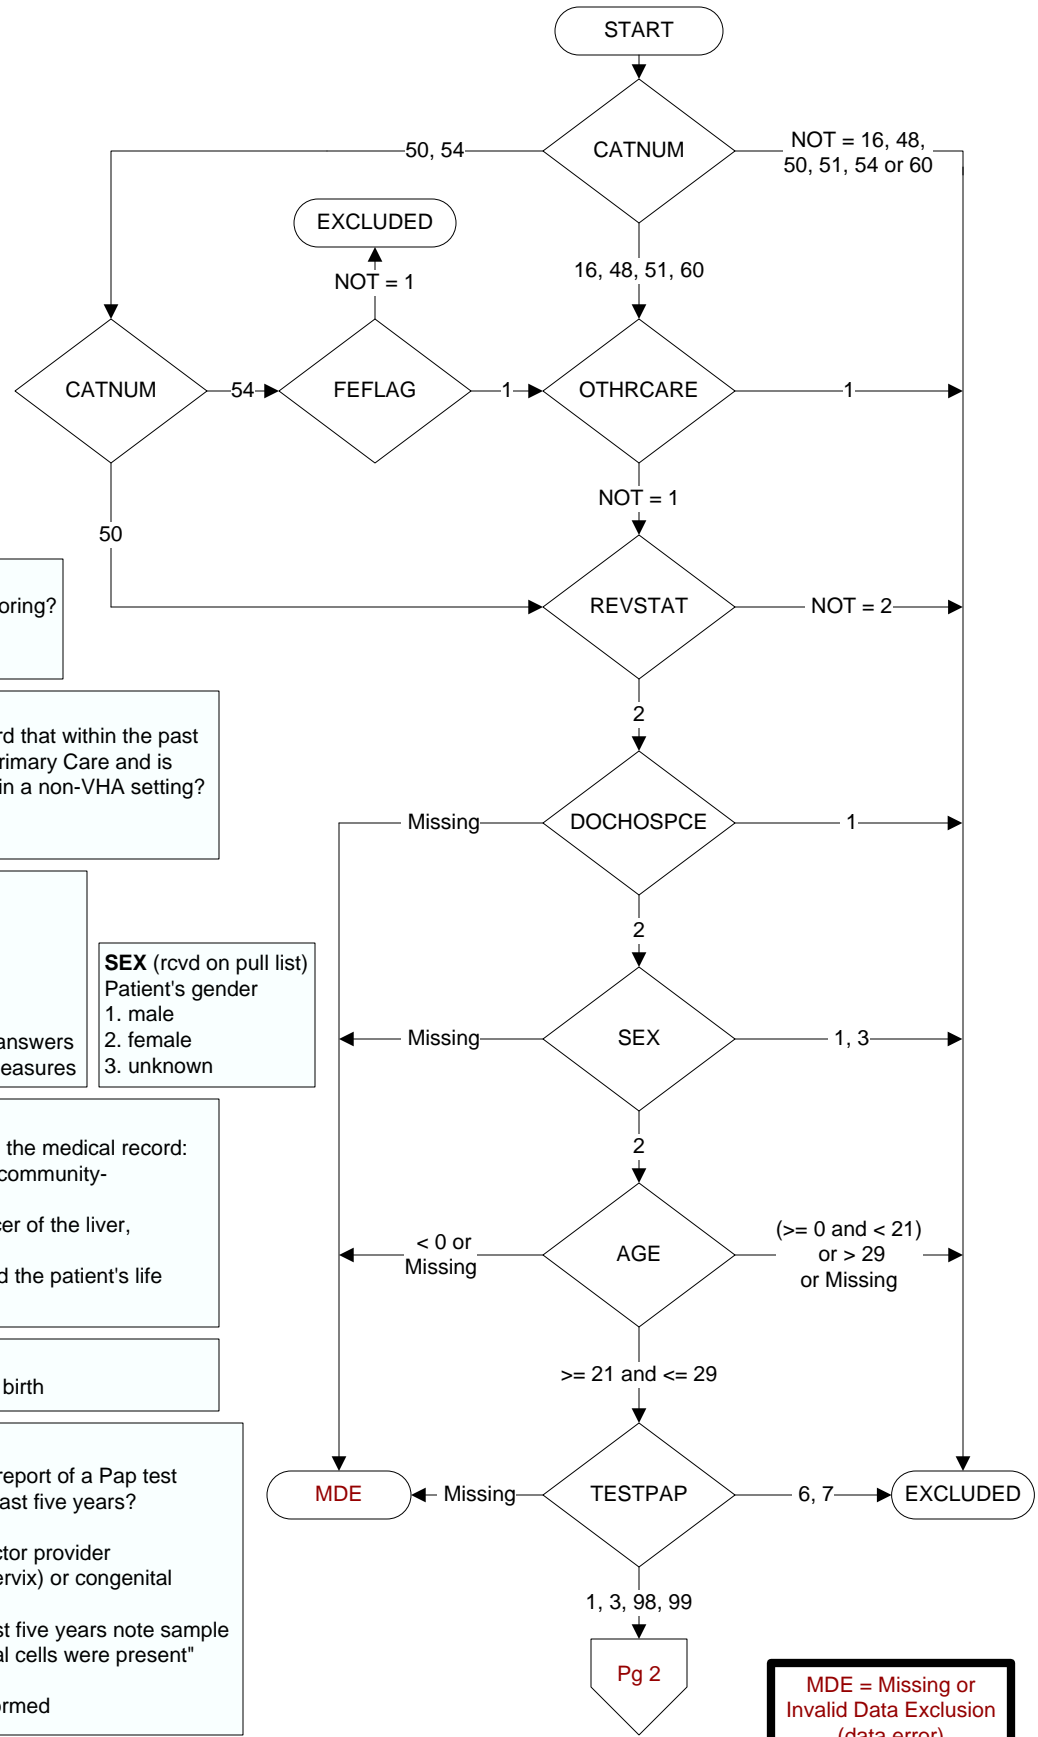 START
CATNUM
50, 54
NOT = 16, 48,
50, 51, 54 or 60
EXCLUDED
NOT = 1
16, 48, 51, 60
CATNUM
54
FEFLAG
1
OTHRCARE
1
NOT = 1
50
REVSTAT
NOT = 2
oring?
2
rd that within the past
rimary Care and is
in a non-VHA setting?
Missing
DOCHOSPCE
1
2
answers
easures
SEX (rcvd on pull list)
Patient's gender
1. male
2. female
3. unknown
Missing
SEX
1, 3
2
the medical record:
community-
cer of the liver,
d the patient's life
< 0 or
Missing
AGE
(>= 0 and < 21)
or > 29
or Missing
birth
>= 21 and <= 29
report of a Pap test
ast five years?
ctor provider
ervix) or congenital
st five years note sample
al cells were present"
ormed
MDE
Missing
TESTPAP
6, 7
EXCLUDED
1, 3, 98, 99
Pg 2
MDE = Missing or
Invalid Data Exclusion
(data error)